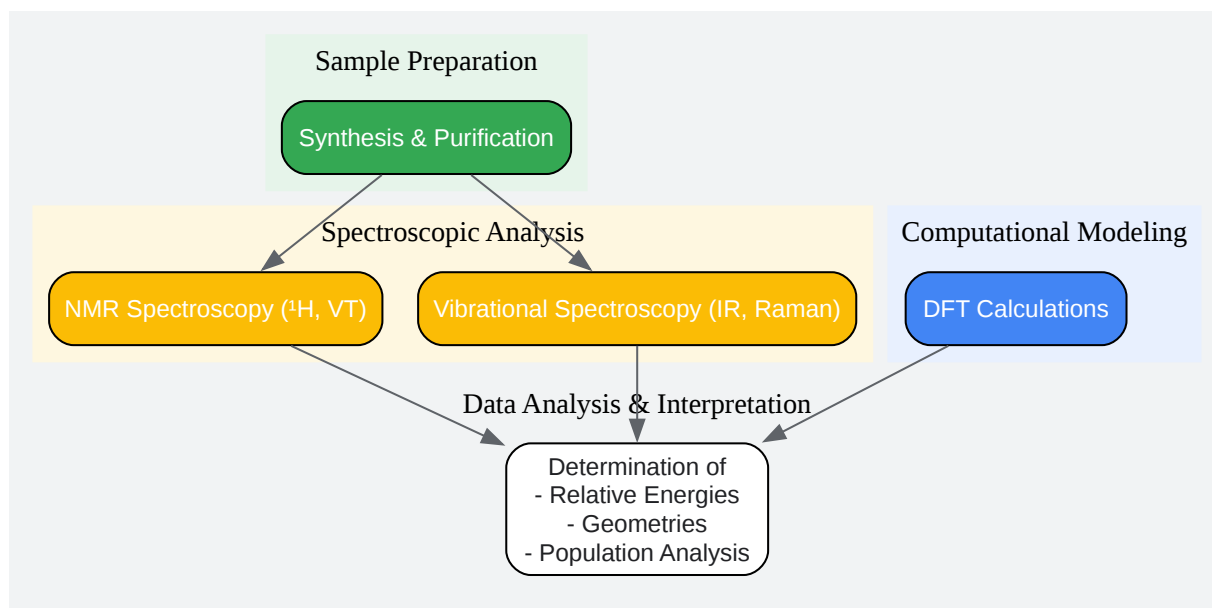 Sample Preparation
Synthesis & Purification
Spectroscopic Analysis
Computational Modeling
NMR Spectroscopy (¹H, VT)
Vibrational Spectroscopy (IR, Raman)
DFT Calculations
Data Analysis & Interpretation
Determination of
- Relative Energies
- Geometries
- Population Analysis